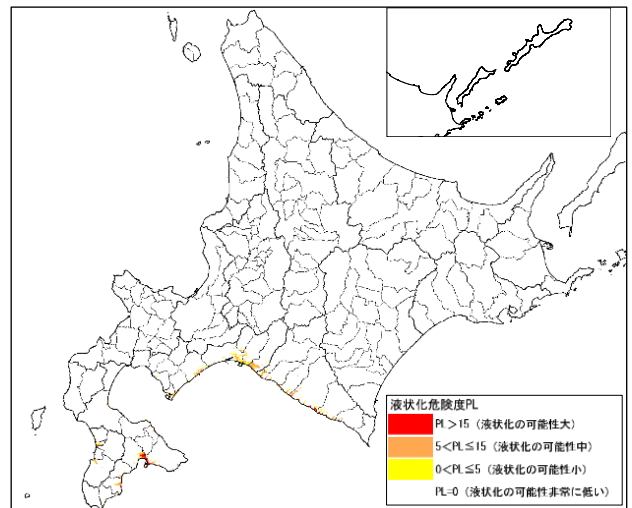 液状化危険度PL
PL＞15（液状化の可能性大）
5＜PL≦15（液状化の可能性中）
0＜PL≦5（液状化の可能性小）
PL=0（液状化の可能性非常に低い）